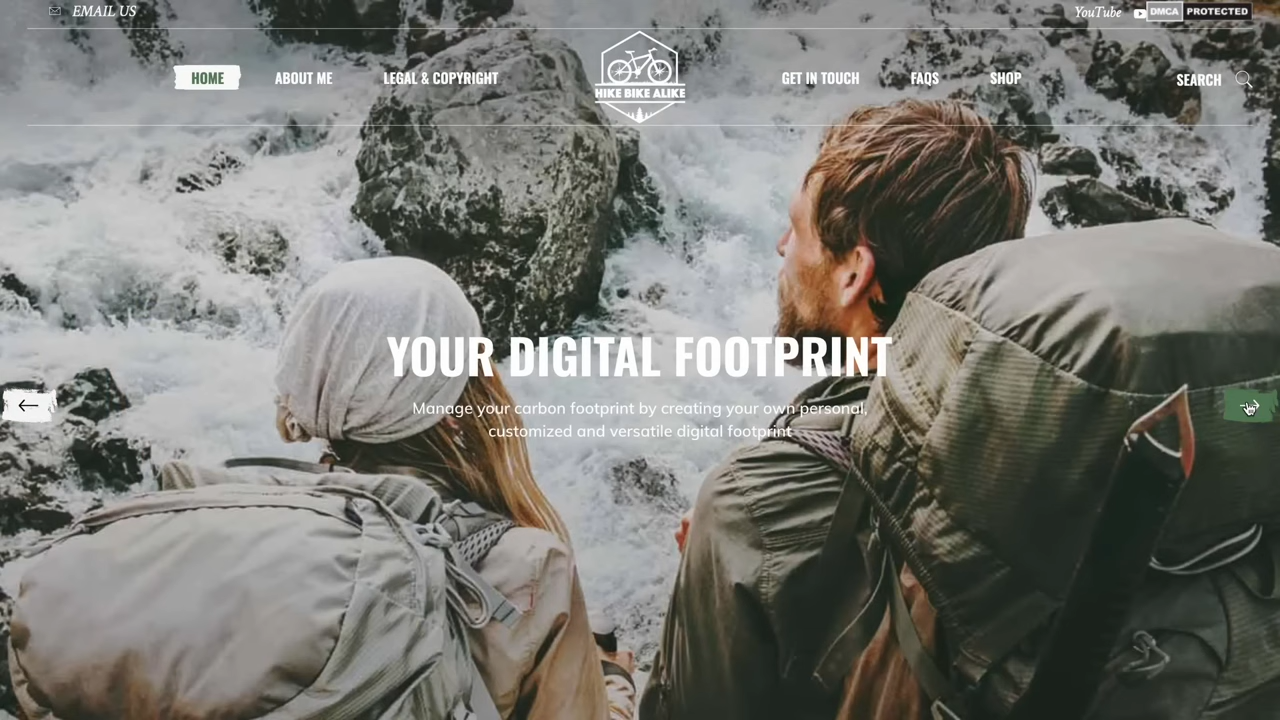 EMAIL US
YouTube
DMCA PROTECTED
HOME
ABOUT ME
LEGAL & COPYRIGHT
HIKE BIKE ALIKE
GET IN TOUCH
FAQS
SHOP
SEARCH
YOUR DIGITAL FOOTPRINT
Manage your carbon footprint by creating your own personal,
customized and versatile digital footprint